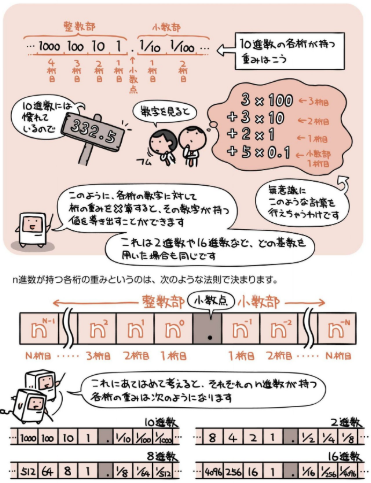 整数部 小数部
1000 100 10 1 . 1/10 1/100
4桁目 3桁目 2桁目 1桁目 小数点 1桁目 2桁目
10進数の各桁が持つ
重みはこう
10進数には
慣れて
いるので
332.5
数字を見ると
フム
3×100 →3桁目
+3×10 →2桁目
+2×1 →1桁目
+5×0.1 →小数部1桁目
無意識に
このような計算を
行えちゃうわけです
このように、各桁の数字に対して
桁の重みを乗算すると、その数字が持つ
値を導き出すことができます
これは2進数や16進数など、どの基数を
用いた場合も同じです
n進数が持つ各桁の重みというのは、次のような法則で決まります。
整数部 小数点 小数部
n^N-1 n^2 n^1 n^0 . n^-1 n^-2 n^-N
N桁目 …… 3桁目 2桁目 1桁目 1桁目 2桁目 …… N桁目
これにあてはめて考えると、それぞれのn進数が持つ
各桁の重みは次のようになります
10進数
1000 100 10 1 . 1/10 1/100 1/1000
2進数
8 4 2 1 . 1/2 1/4 1/8
8進数
512 64 8 1 . 1/8 1/64 1/512
16進数
4096 256 16 1 . 1/16 1/256 1/4096